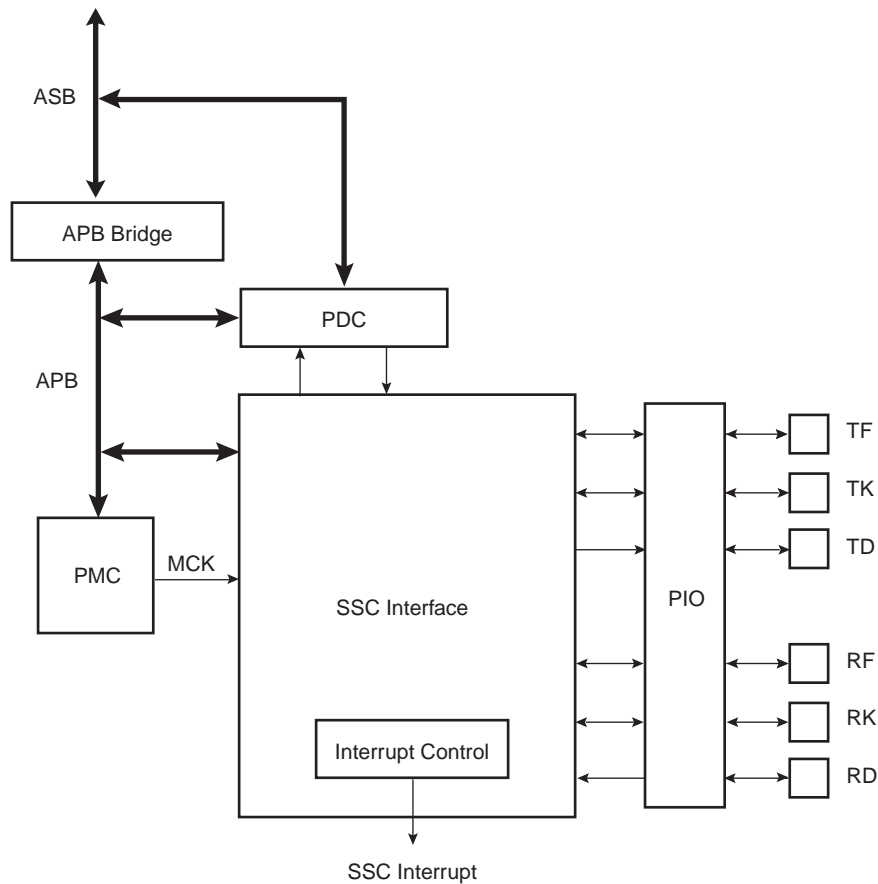 ASB
APB Bridge
PDC
APB
TF
TK
TD
PMC
MCK
SSC Interface
PIO
RF
RK
RD
Interrupt Control
SSC Interrupt